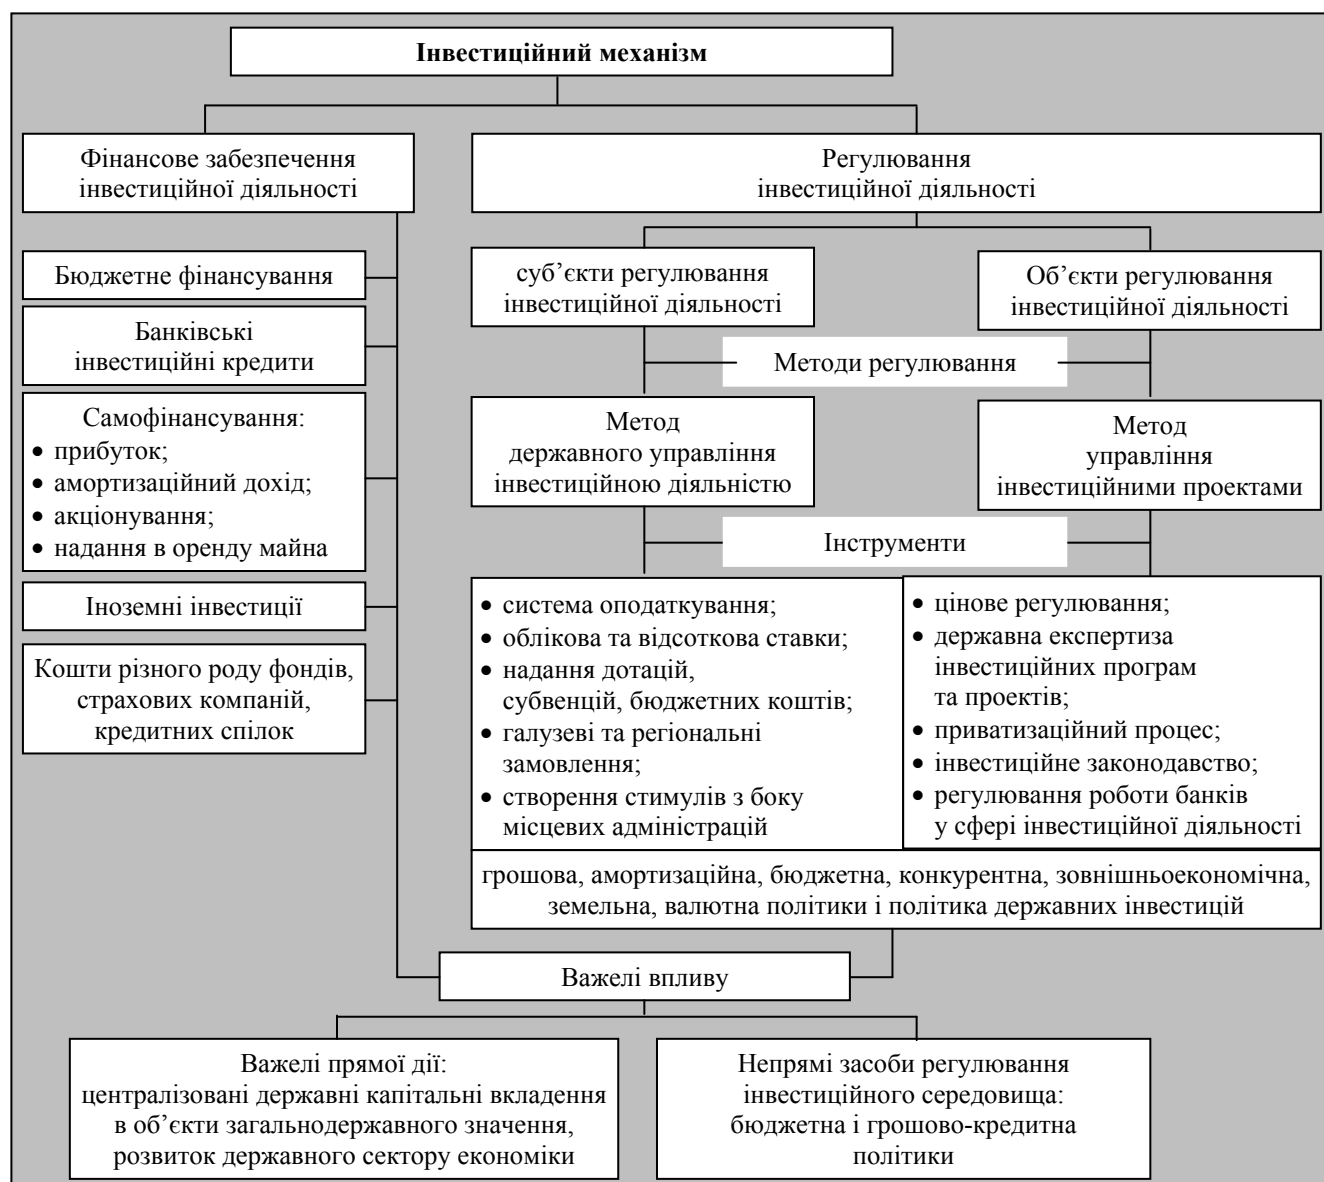 Інвестиційний механізм
Фінансове забезпечення
інвестиційної діяльності
Бюджетне фінансування
Банківські
інвестиційні кредити
Самофінансування:
• прибуток;
• амортизаційний дохід;
• акціонування;
• надання в оренду майна
Іноземні інвестиції
Кошти різного роду фондів,
страхових компаній,
кредитних спілок
Регулювання
інвестиційної діяльності
суб’єкти регулювання
інвестиційної діяльності
Об’єкти регулювання
інвестиційної діяльності
Методи регулювання
Метод
державного управління
інвестиційною діяльністю
Метод
управління
інвестиційними проектами
Інструменти
• система оподаткування;
• облікова та відсоткова ставки;
• надання дотацій,
субвенцій, бюджетних коштів;
• галузеві та регіональні
замовлення;
• створення стимулів з боку
місцевих адміністрацій
• цінове регулювання;
• державна експертиза
інвестиційних програм
та проектів;
• приватизаційний процес;
• інвестиційне законодавство;
• регулювання роботи банків
у сфері інвестиційної діяльності
грошова, амортизаційна, бюджетна, конкурентна, зовнішньоекономічна,
земельна, валютна політики і політика державних інвестицій
Важелі впливу
Важелі прямої дії:
централізовані державні капітальні вкладення
в об’єкти загальнодержавного значення,
розвиток державного сектору економіки
Непрямі засоби регулювання
інвестиційного середовища:
бюджетна і грошово-кредитна
політики